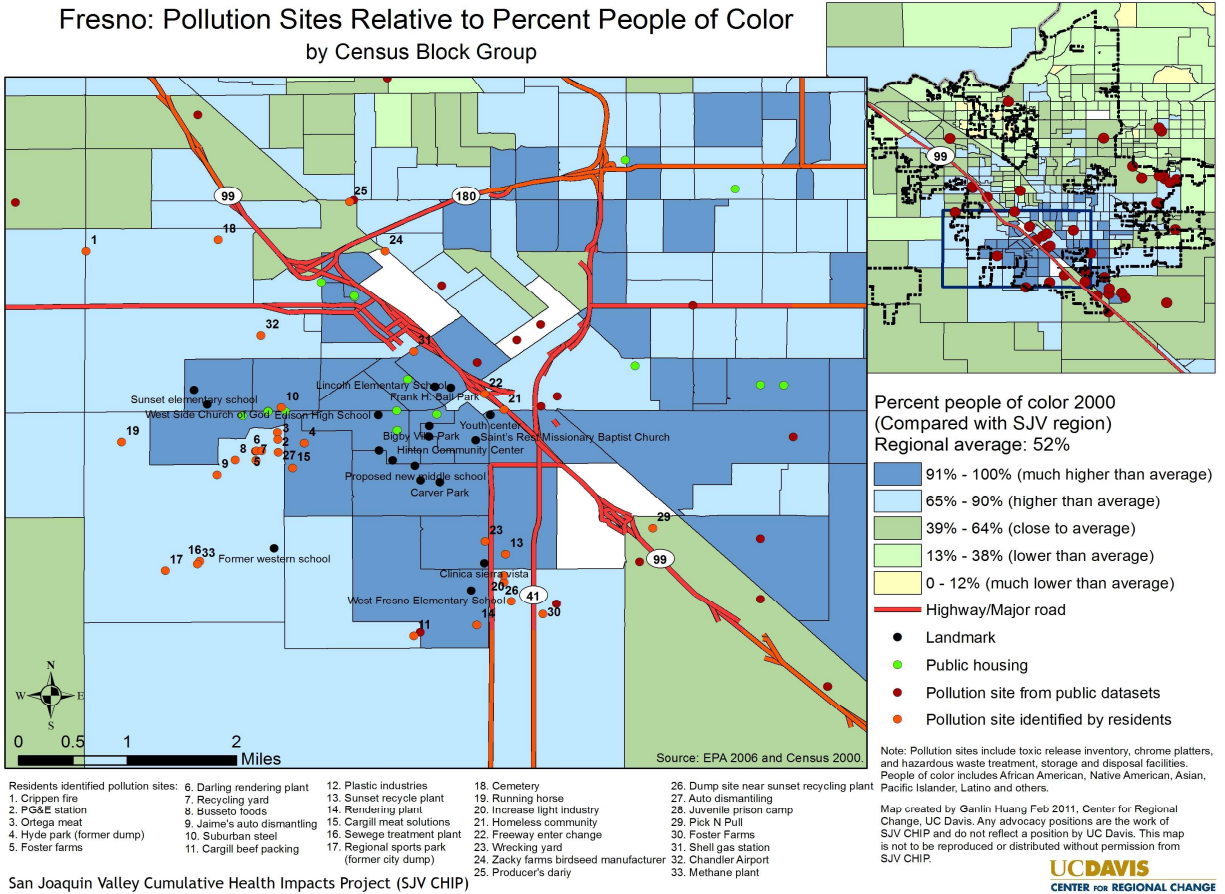 Fresno: Pollution Sites Relative to Percent People of Color
by Census Block Group
99
25
180
18
1
24
32
31
Lincoln Elementary School
22
Frank H. Ball Park
21
Sunset elementary school
10
West Side Church of God
Edison High School
19
3
4
Youth center
Bigby Villa Park
Saint's Rest Missionary Baptist Church
6
2
8
7
27
15
Hinton Community Center
5
9
Proposed new middle school
Carver Park
29
23
13
16
33
17
Former western school
99
Clinica sierra vista
20
26
41
West Fresno Elementary School
14
30
11
N
W
E
S
0 0.5 1 2
Miles
Source: EPA 2006 and Census 2000.
99
Percent people of color 2000
(Compared with SJV region)
Regional average: 52%
91% - 100% (much higher than average)
65% - 90% (higher than average)
39% - 64% (close to average)
13% - 38% (lower than average)
0 - 12% (much lower than average)
Highway/Major road
Landmark
Public housing
Pollution site from public datasets
Pollution site identified by residents
Note: Pollution sites include toxic release inventory, chrome platters,
and hazardous waste treatment, storage and disposal facilities.
People of color includes African American, Native American, Asian,
Pacific Islander, Latino and others.
Map created by Ganlin Huang Feb 2011, Center for Regional
Change, UC Davis. Any advocacy positions are the work of
SJV CHIP and do not reflect a position by UC Davis. This map
is not to be reproduced or distributed without permission from
SJV CHIP.
UCDAVIS
CENTER FOR REGIONAL CHANGE
Residents identified pollution sites:
1. Crippen fire
2. PG&E station
3. Ortega meat
4. Hyde park (former dump)
5. Foster farms
6. Darling rendering plant
7. Recycling yard
8. Busseto foods
9. Jaime's auto dismantling
10. Suburban steel
11. Cargill beef packing
12. Plastic industries
13. Sunset recycle plant
14. Rendering plant
15. Cargill meat solutions
16. Sewege treatment plant
17. Regional sports park
(former city dump)
18. Cemetery
19. Running horse
20. Increase light industry
21. Homeless community
22. Freeway enter change
23. Wrecking yard
24. Zacky farms birdseed manufacturer
25. Producer's dariy
26. Dump site near sunset recycling plant
27. Auto dismantling
28. Juvenile prison camp
29. Pick N Pull
30. Foster Farms
31. Shell gas station
32. Chandler Airport
33. Methane plant
San Joaquin Valley Cumulative Health Impacts Project (SJV CHIP)